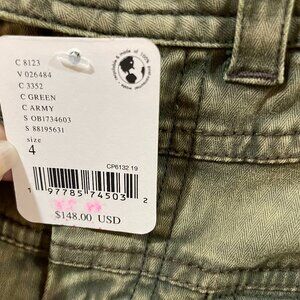 C 8123
V 026484
C 3352
C GREEN
C ARMY
S OB1734603
S 88195631
size
4
CP6132 19
1 97785 74503 2
$148.00 USD